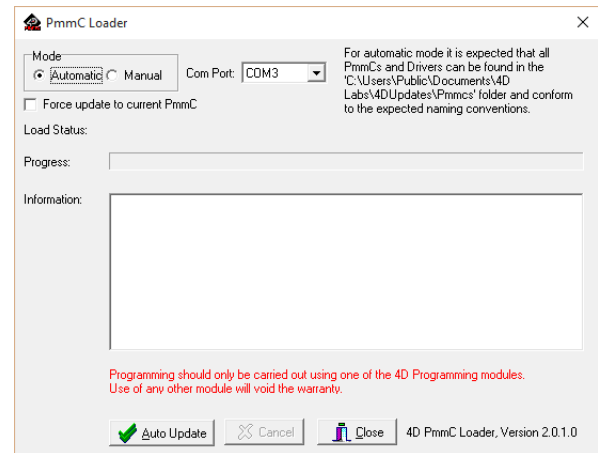 PmmC Loader
Mode
Automatic Manual
Com Port: COM3
For automatic mode it is expected that all
PmmCs and Drivers can be found in the
'C:\Users\Public\Documents\4D
Labs\4DUpdates\Pmmcs' folder and conform
to the expected naming conventions.
Force update to current PmmC
Load Status:
Progress:
Information:
Programming should only be carried out using one of the 4D Programming modules.
Use of any other module will void the warranty.
Auto Update Cancel Close 4D PmmC Loader, Version 2.0.1.0